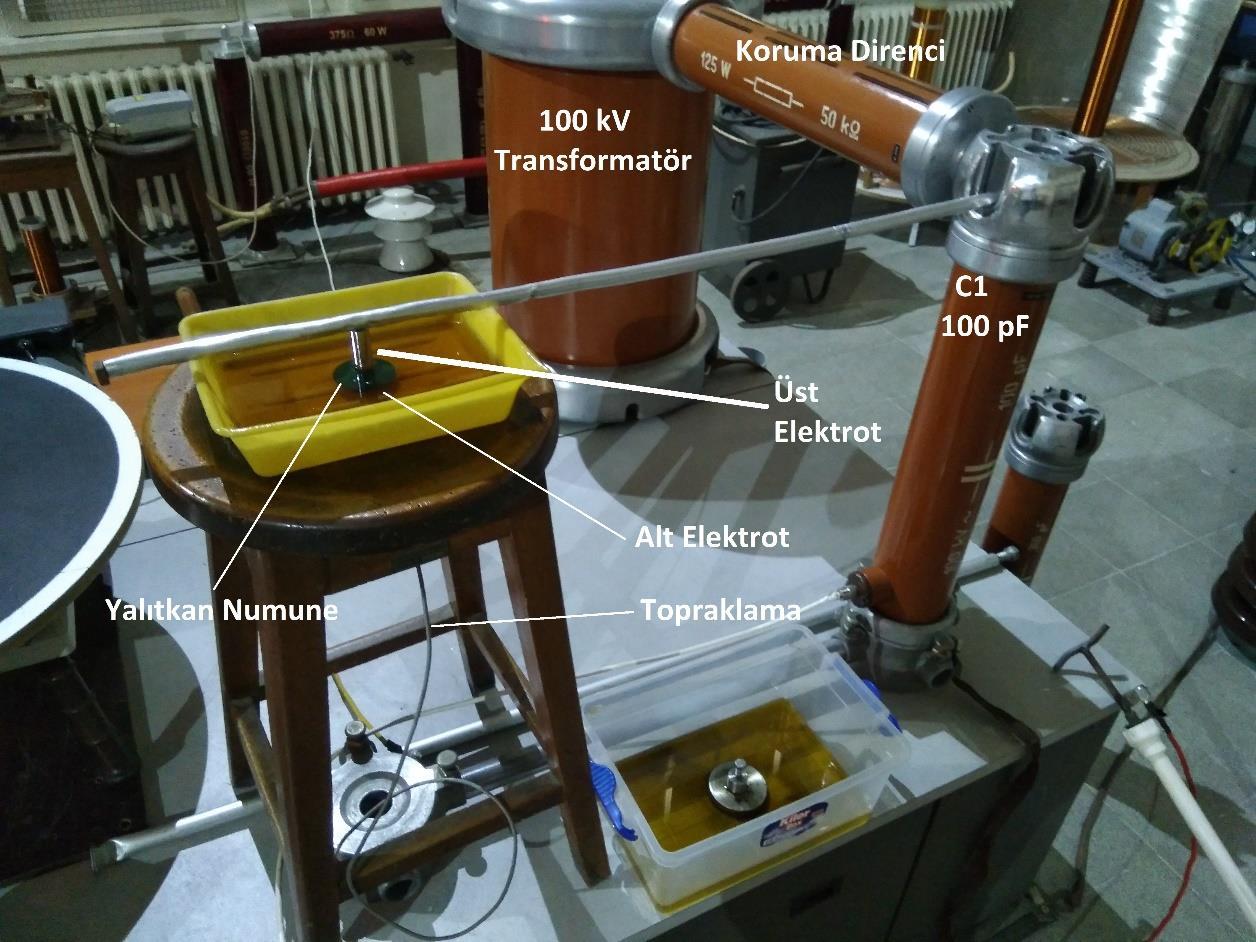 375Ω 60 W
Koruma Direnci
125 W
50 kΩ
100 kV
Transformatör
C1
100 pF
100 pF
Üst
Elektrot
Alt Elektrot
Yalıtkan Numune
Topraklama
Kiler